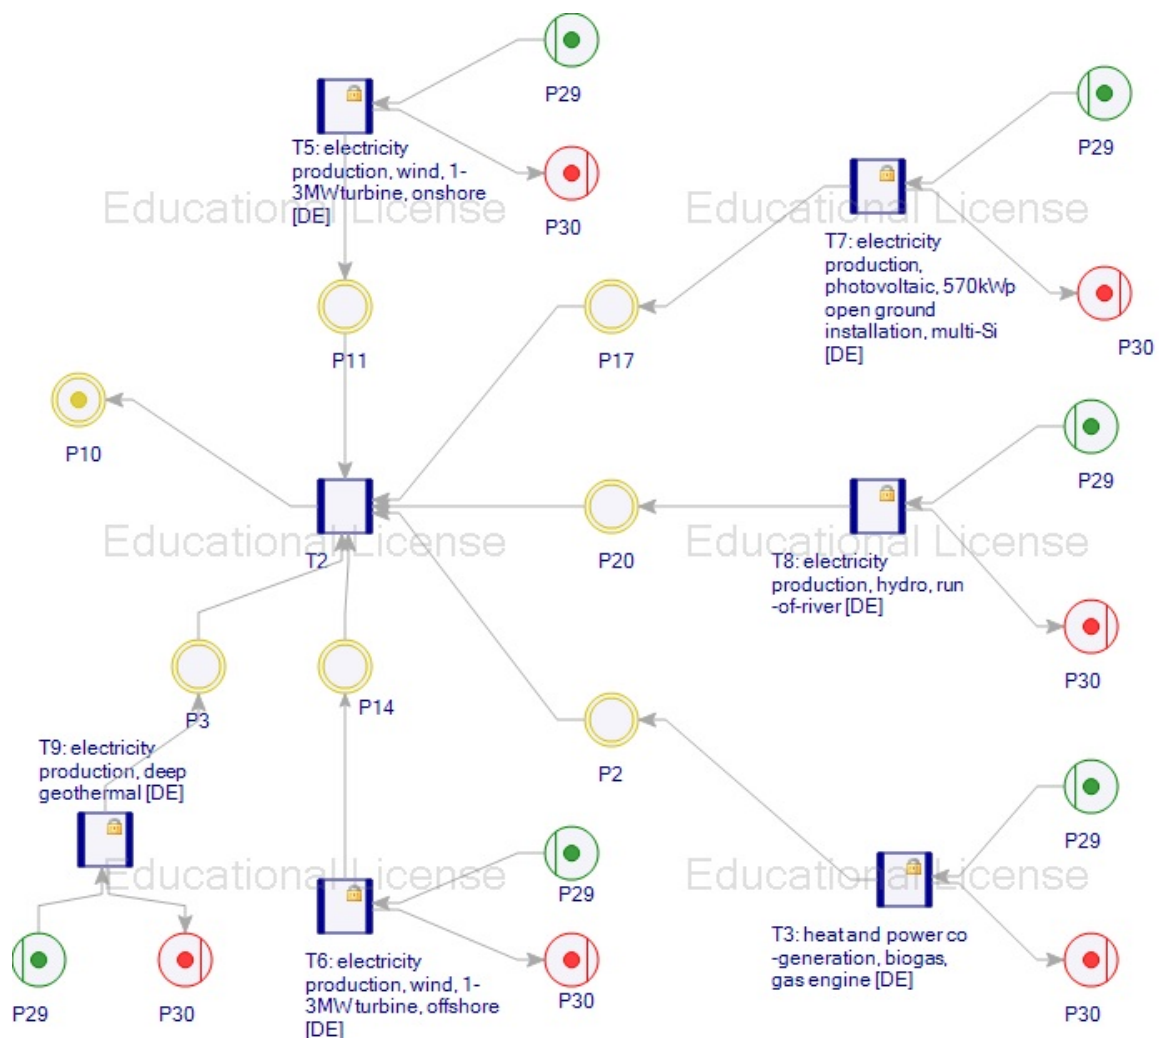 P29
T5: electricity
production, wind, 1-
3MW turbine, onshore
[DE]
P30
P29
T7: electricity
production,
photovoltaic, 570kWp
open ground
installation, multi-Si
[DE]
P30
Educational License
Educational License
P11
P17
P10
P29
T2
P20
T8: electricity
production, hydro, run
-of-river [DE]
Educational License
Educational License
P30
P3
P14
P2
T9: electricity
production, deep
geothermal [DE]
P29
P30
Educational License
Educational License
P29
T6: electricity
production, wind, 1-
3MW turbine, offshore
[DE]
P30
P29
T3: heat and power co
-generation, biogas,
gas engine [DE]
P30